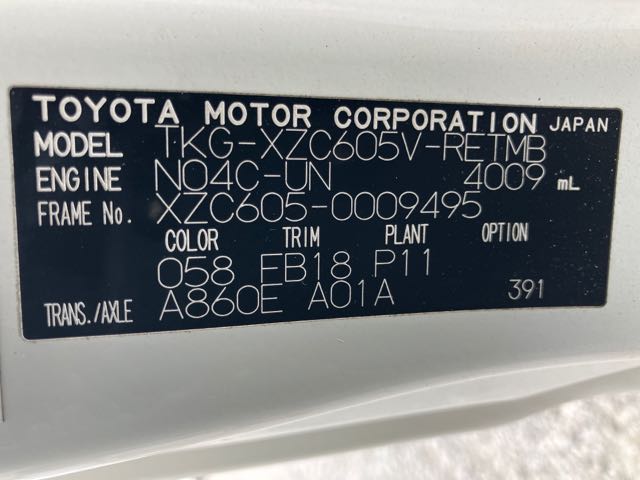 TOYOTA MOTOR CORPORATION JAPAN
MODEL TKG-XZC605V-RETMB
ENGINE N04C-UN 4009 mL
FRAME No. XZC605-0009495
COLOR TRIM PLANT OPTION
058 FB18 P11
TRANS./AXLE A860E A01A 391